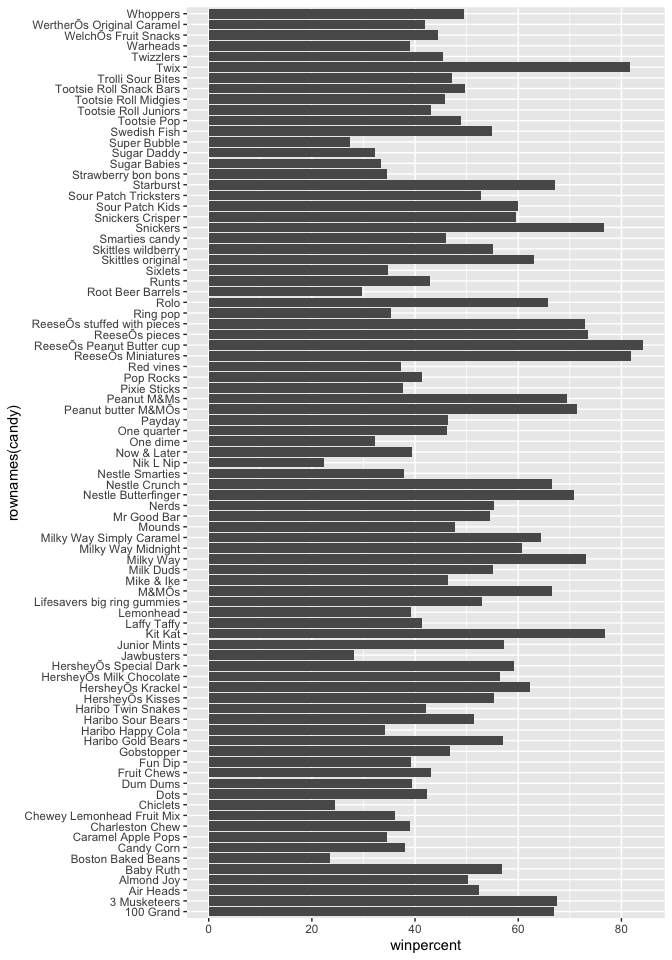 Whoppers
WertherÕs Original Caramel
WelchÕs Fruit Snacks
Warheads
Twizzlers
Twix
Trolli Sour Bites
Tootsie Roll Snack Bars
Tootsie Roll Midgies
Tootsie Roll Juniors
Tootsie Pop
Swedish Fish
Super Bubble
Sugar Daddy
Sugar Babies
Strawberry bon bons
Starburst
Sour Patch Tricksters
Sour Patch Kids
Snickers Crisper
Snickers
Smarties candy
Skittles wildberry
Skittles original
Sixlets
Runts
Root Beer Barrels
Rolo
Ring pop
ReeseÕs stuffed with pieces
ReeseÕs pieces
ReeseÕs Peanut Butter cup
ReeseÕs Miniatures
Red vines
Pop Rocks
Pixie Sticks
Peanut M&Ms
Peanut butter M&MÕs
Payday
One quarter
One dime
Now & Later
Nik L Nip
Nestle Smarties
Nestle Crunch
Nestle Butterfinger
Nerds
Mr Good Bar
Mounds
Milky Way Simply Caramel
Milky Way Midnight
Milky Way
Milk Duds
Mike & Ike
M&MÕs
Lifesavers big ring gummies
Lemonhead
Laffy Taffy
Kit Kat
Junior Mints
Jawbusters
HersheyÕs Special Dark
HersheyÕs Milk Chocolate
HersheyÕs Krackel
HersheyÕs Kisses
Haribo Twin Snakes
Haribo Sour Bears
Haribo Happy Cola
Haribo Gold Bears
Gobstopper
Fun Dip
Fruit Chews
Dum Dums
Dots
Chiclets
Chewey Lemonhead Fruit Mix
Charleston Chew
Caramel Apple Pops
Candy Corn
Boston Baked Beans
Baby Ruth
Almond Joy
Air Heads
3 Musketeers
100 Grand
rownames(candy)
0 20 40 60 80
winpercent